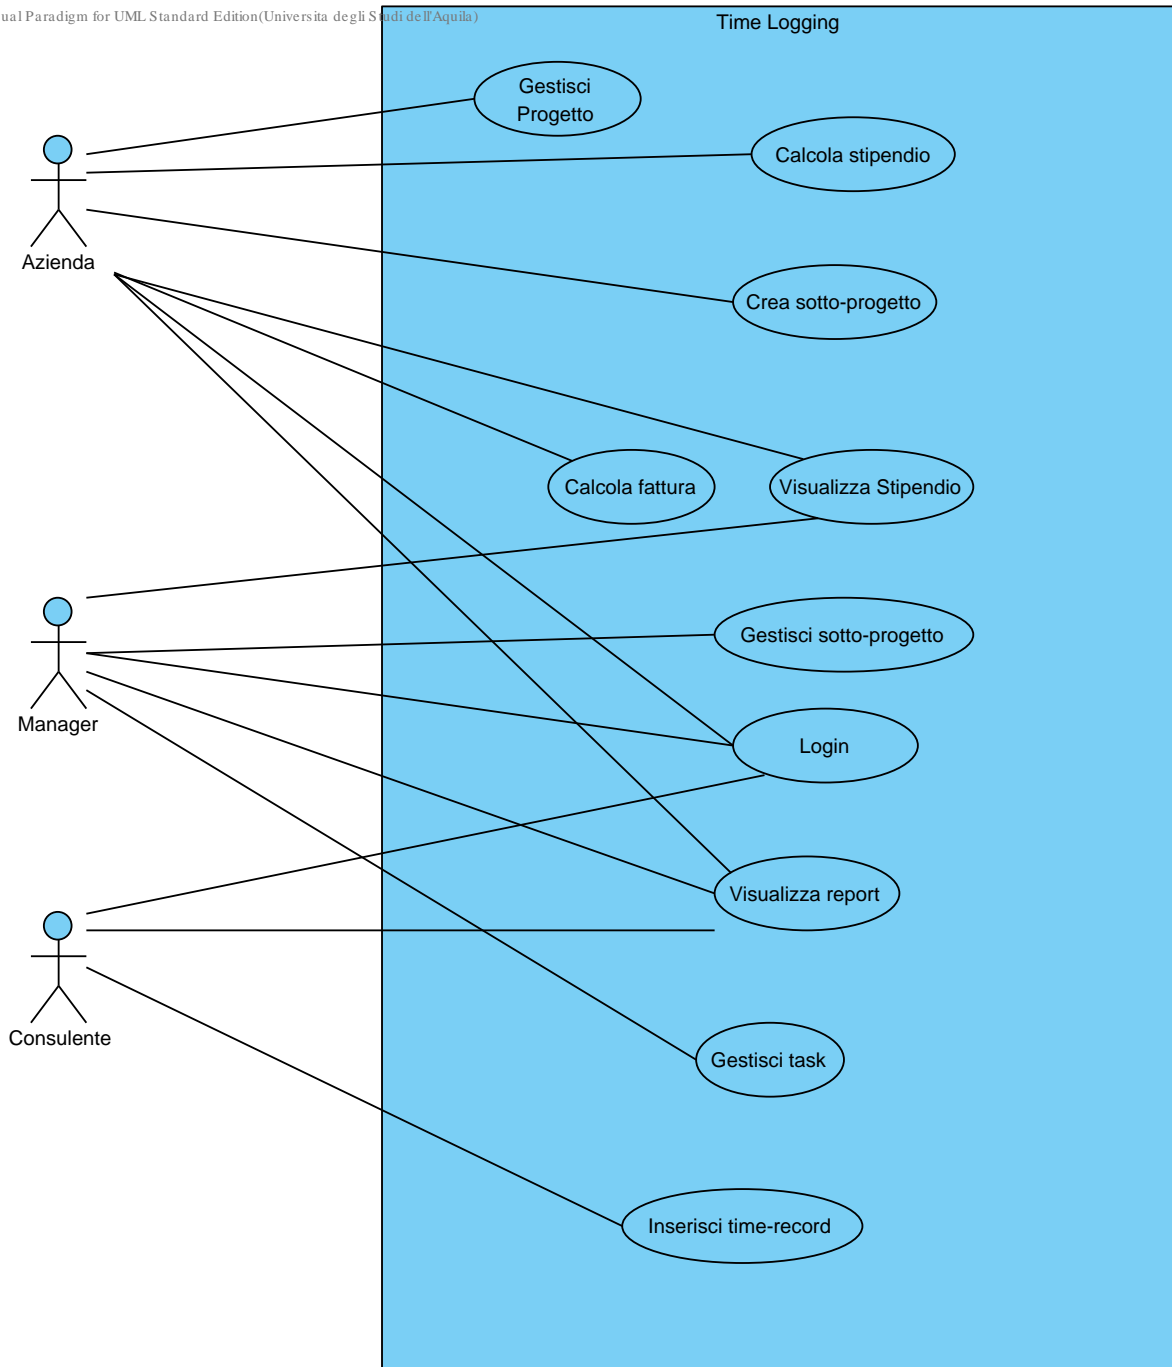 ual Paradigm for UML Standard Edition(Universita degli Studi dell'Aquila)
Time Logging
Gestisci
Progetto
Calcola stipendio
Azienda
Crea sotto-progetto
Calcola fattura
Visualizza Stipendio
Gestisci sotto-progetto
Manager
Login
Visualizza report
Consulente
Gestisci task
Inserisci time-record